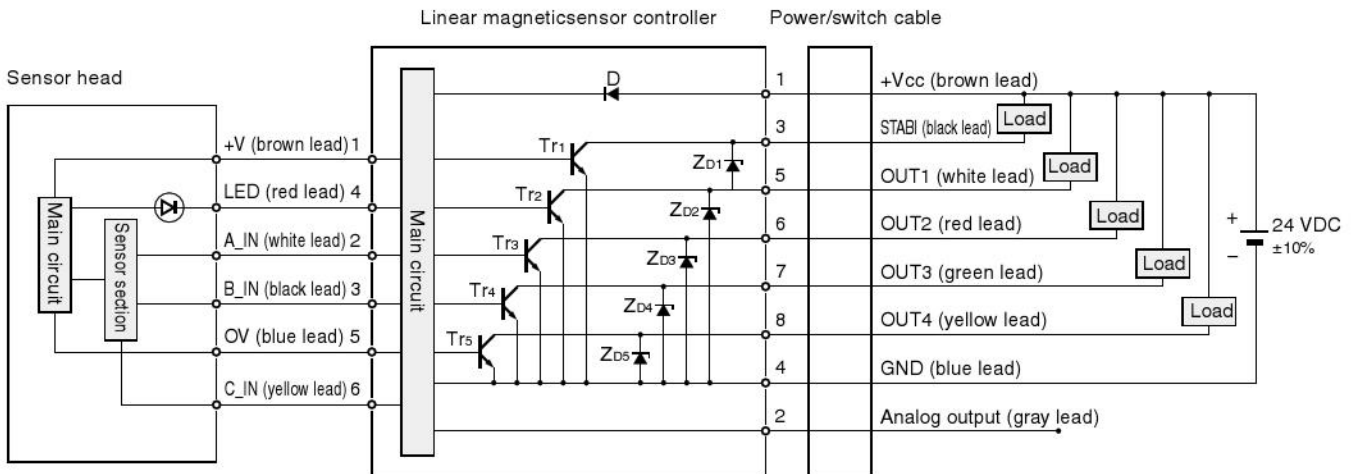 Linear magneticsensor controller
Power/switch cable
Sensor head
D
1
+Vcc (brown lead)
3
STABI (black lead)
Load
+V (brown lead) 1
Tr1
ZD1
5
OUT1 (white lead)
Load
LED (red lead) 4
Tr2
ZD2
6
OUT2 (red lead)
Load
+
24 VDC
±10%
−
Main circuit
Sensor section
A_IN (white lead) 2
Main circuit
Tr3
ZD3
7
OUT3 (green lead)
Load
B_IN (black lead) 3
Tr4
ZD4
8
OUT4 (yellow lead)
Load
OV (blue lead) 5
Tr5
ZD5
4
GND (blue lead)
C_IN (yellow lead) 6
2
Analog output (gray lead)